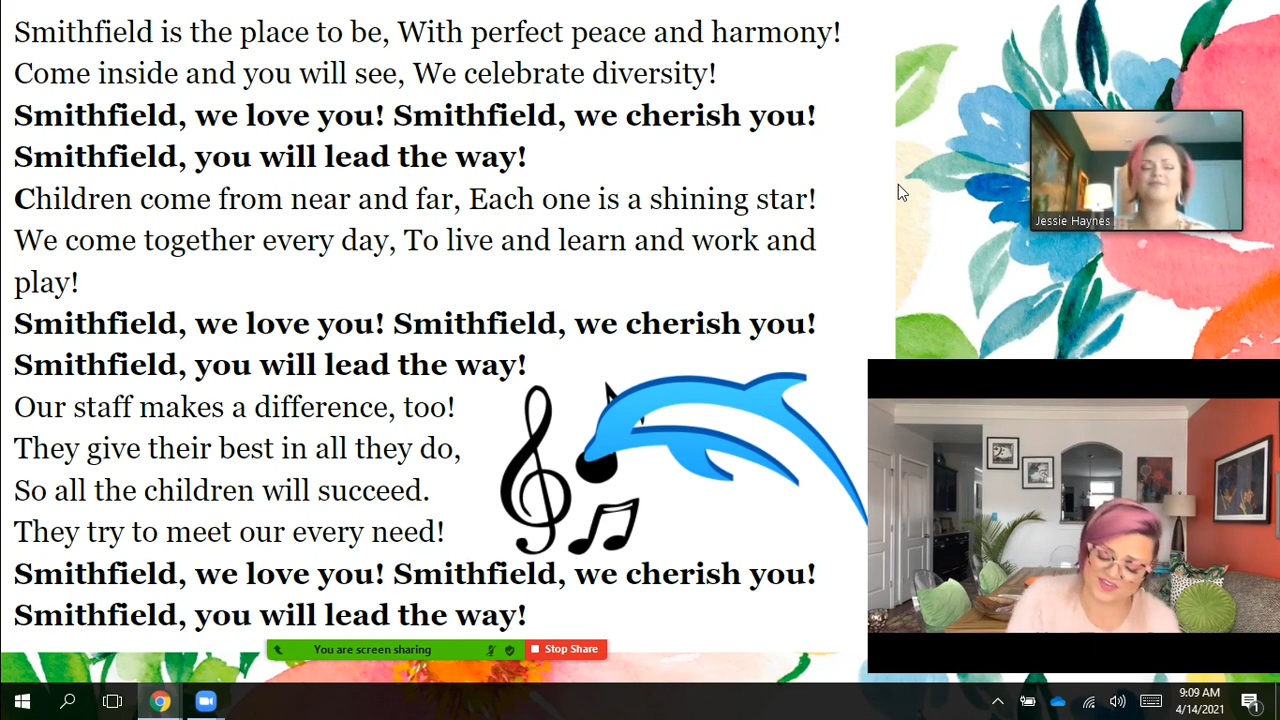 Smithfield is the place to be, With perfect peace and harmony!
Come inside and you will see, We celebrate diversity!
Smithfield, we love you! Smithfield, we cherish you!
Smithfield, you will lead the way!
Children come from near and far, Each one is a shining star!
We come together every day, To live and learn and work and
play!
Smithfield, we love you! Smithfield, we cherish you!
Smithfield, you will lead the way!
Our staff makes a difference, too!
They give their best in all they do,
So all the children will succeed.
They try to meet our every need!
Smithfield, we love you! Smithfield, we cherish you!
Smithfield, you will lead the way!
Jessie Haynes
You are screen sharing
Stop Share
9:09 AM
4/14/2021
1